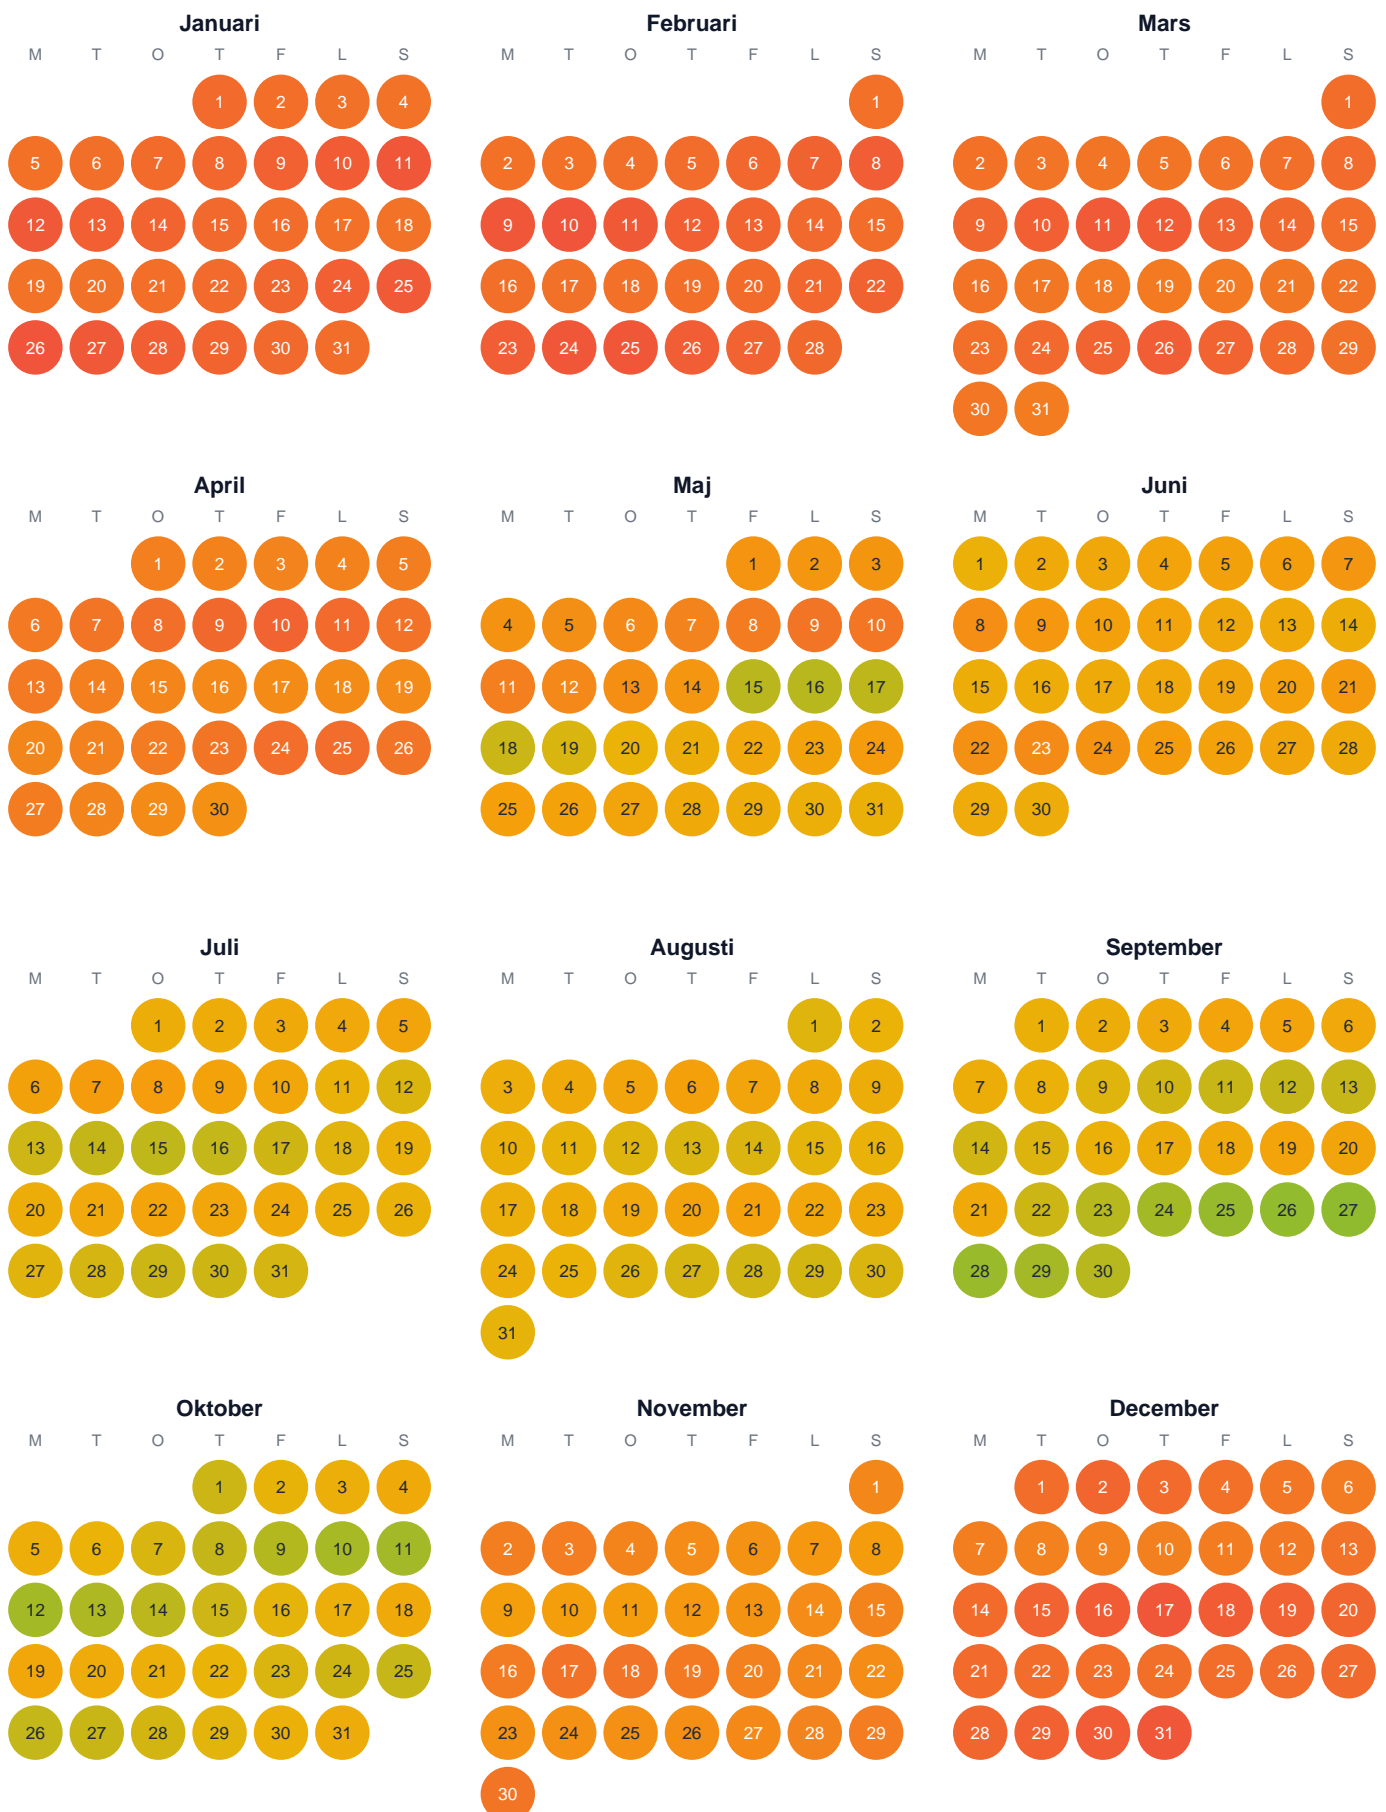 Januari Februari Mars
M T O T F L S M T O T F L S M T O T F L S
1 2 3 4 1 1
5 6 7 8 9 10 11 2 3 4 5 6 7 8 2 3 4 5 6 7 8
12 13 14 15 16 17 18 9 10 11 12 13 14 15 9 10 11 12 13 14 15
19 20 21 22 23 24 25 16 17 18 19 20 21 22 16 17 18 19 20 21 22
26 27 28 29 30 31 23 24 25 26 27 28 23 24 25 26 27 28 29
30 31
April Maj Juni
M T O T F L S M T O T F L S M T O T F L S
1 2 3 4 5 1 2 3 1 2 3 4 5 6 7
6 7 8 9 10 11 12 4 5 6 7 8 9 10 8 9 10 11 12 13 14
13 14 15 16 17 18 19 11 12 13 14 15 16 17 15 16 17 18 19 20 21
20 21 22 23 24 25 26 18 19 20 21 22 23 24 22 23 24 25 26 27 28
27 28 29 30 25 26 27 28 29 30 31 29 30
Juli Augusti September
M T O T F L S M T O T F L S M T O T F L S
1 2 3 4 5 1 2 1 2 3 4 5 6
6 7 8 9 10 11 12 3 4 5 6 7 8 9 7 8 9 10 11 12 13
13 14 15 16 17 18 19 10 11 12 13 14 15 16 14 15 16 17 18 19 20
20 21 22 23 24 25 26 17 18 19 20 21 22 23 21 22 23 24 25 26 27
27 28 29 30 31 24 25 26 27 28 29 30 28 29 30
31
Oktober November December
M T O T F L S M T O T F L S M T O T F L S
1 2 3 4 1 1 2 3 4 5 6
5 6 7 8 9 10 11 2 3 4 5 6 7 8 7 8 9 10 11 12 13
12 13 14 15 16 17 18 9 10 11 12 13 14 15 14 15 16 17 18 19 20
19 20 21 22 23 24 25 16 17 18 19 20 21 22 21 22 23 24 25 26 27
26 27 28 29 30 31 23 24 25 26 27 28 29 28 29 30 31
30